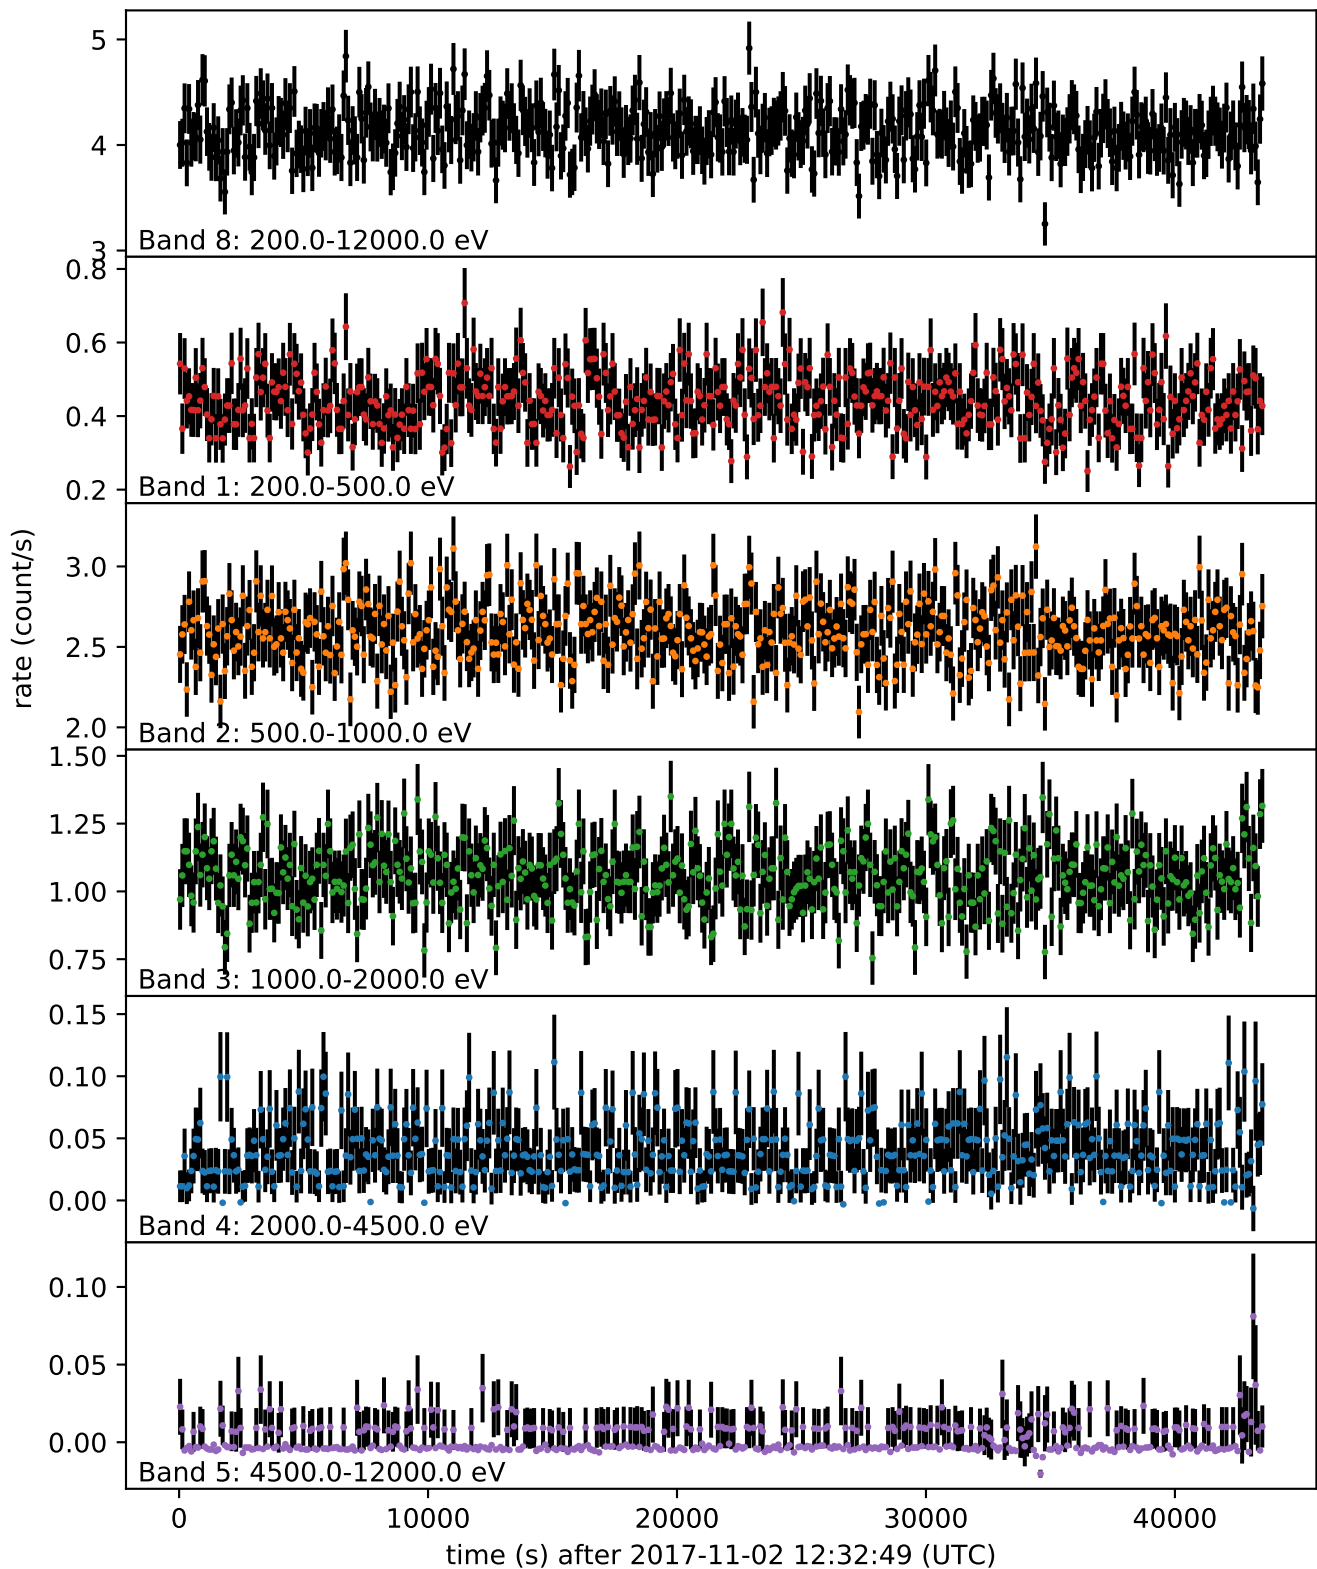 5
4
3
Band 8: 200.0-12000.0 eV
0.8
0.6
0.4
0.2
Band 1: 200.0-500.0 eV
rate (count/s)
3.0
2.5
2.0
Band 2: 500.0-1000.0 eV
1.50
1.25
1.00
0.75
Band 3: 1000.0-2000.0 eV
0.15
0.10
0.05
0.00
Band 4: 2000.0-4500.0 eV
0.10
0.05
0.00
Band 5: 4500.0-12000.0 eV
0 10000 20000 30000 40000
time (s) after 2017-11-02 12:32:49 (UTC)